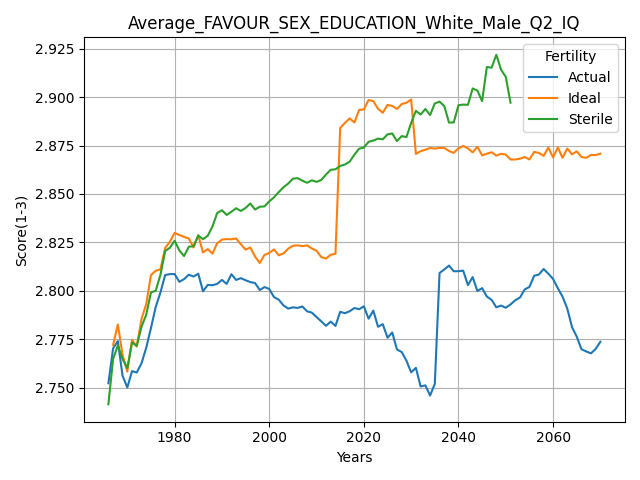 Average_FAVOUR_SEX_EDUCATION_White_Male_Q2_IQ
Fertility
Actual
Ideal
Sterile
Score(1-3)
2.925
2.900
2.875
2.850
2.825
2.800
2.775
2.750
1980 2000 2020 2040 2060
Years